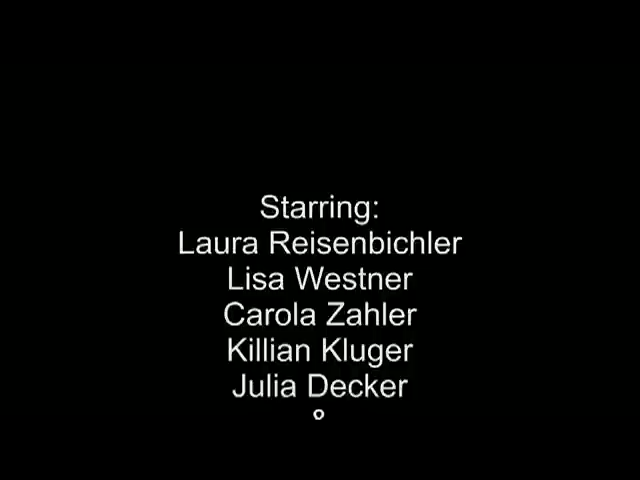 Starring:
Laura Reisenbichler
Lisa Westner
Carola Zahler
Killian Kluger
Julia Decker